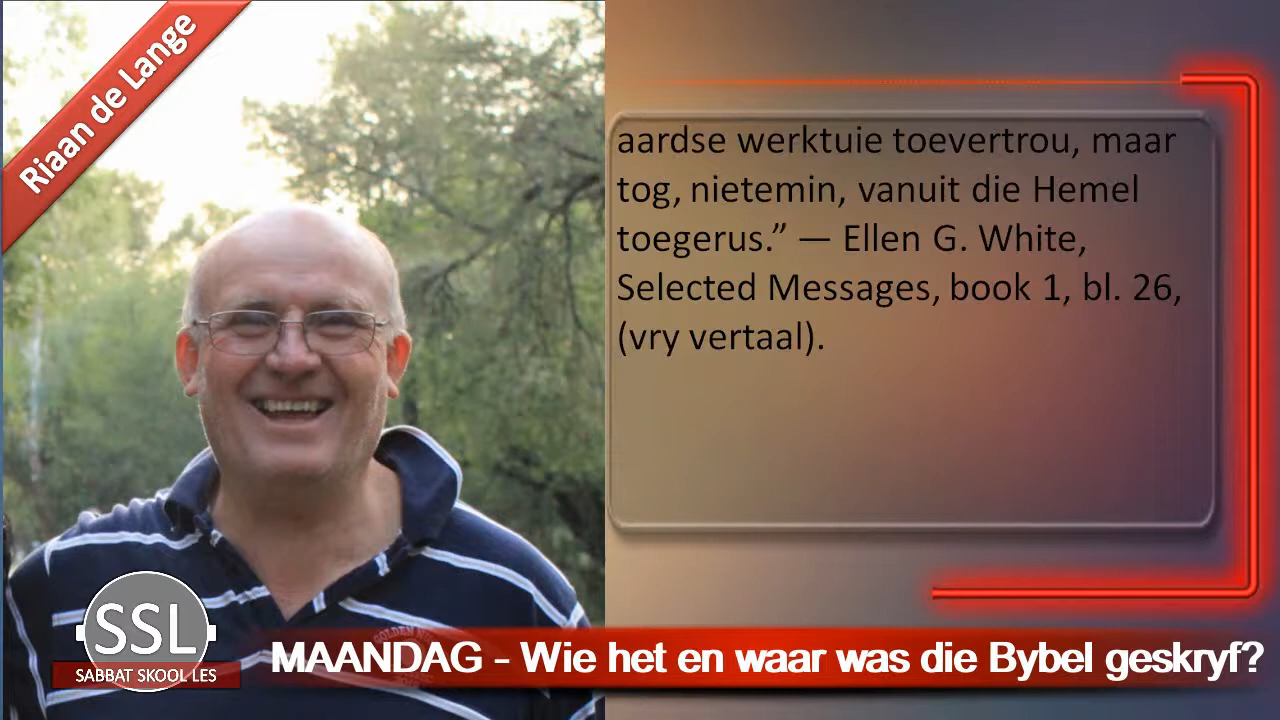 Riaan de Lange
aardse werktuie toevertrou, maar
tog, nietemin, vanuit die Hemel
toegerus.” — Ellen G. White,
Selected Messages, book 1, bl. 26,
(vry vertaal).
SSL
SABBAT SKOOL LES
MAANDAG - Wie het en waar was die Bybel geskryf?